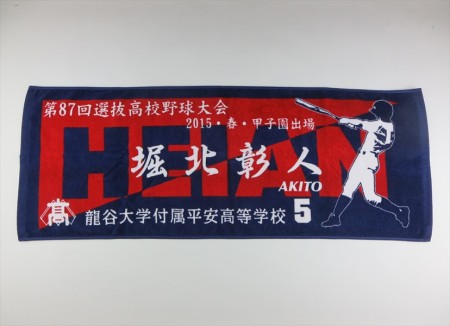 第87回選抜高校野球大会
2015・春・甲子園出場
HEIAN
堀北彰人
AKITO
髙 龍谷大学付属平安高等学校 5